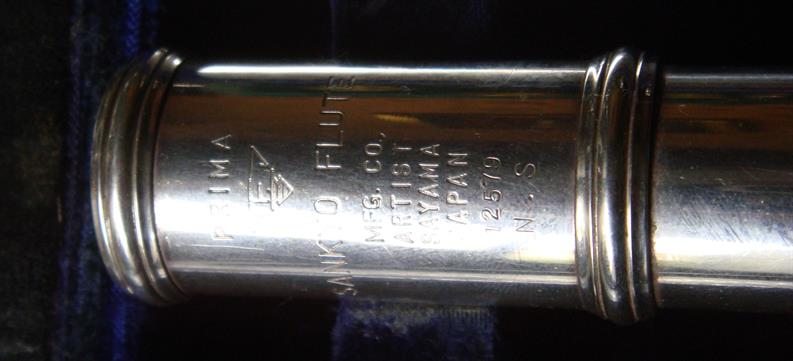 PRIMA
SANKYO FLUTE
MFG. CO.,
ARTIST
SAYAMA
JAPAN
12579
N.S